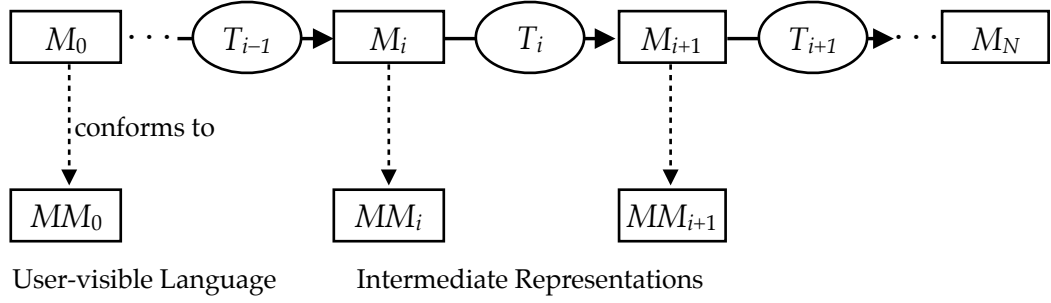 M0 · · · Ti–1 Mi Ti Mi+1 Ti+1 · · · MN
conforms to
MM0 MMi MMi+1
User-visible Language Intermediate Representations